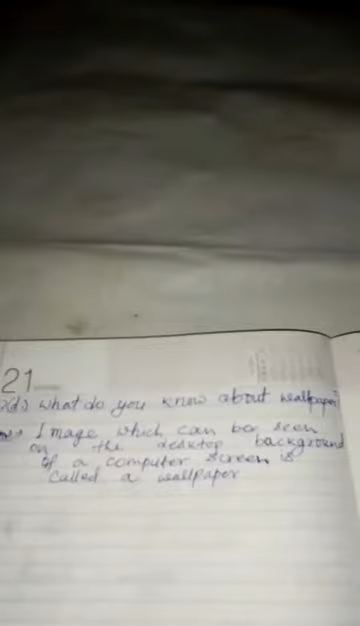 21
(d) what do you know about wallpaper?
Image which can be seen
on the desktop background
of a computer screen is
called a wallpaper